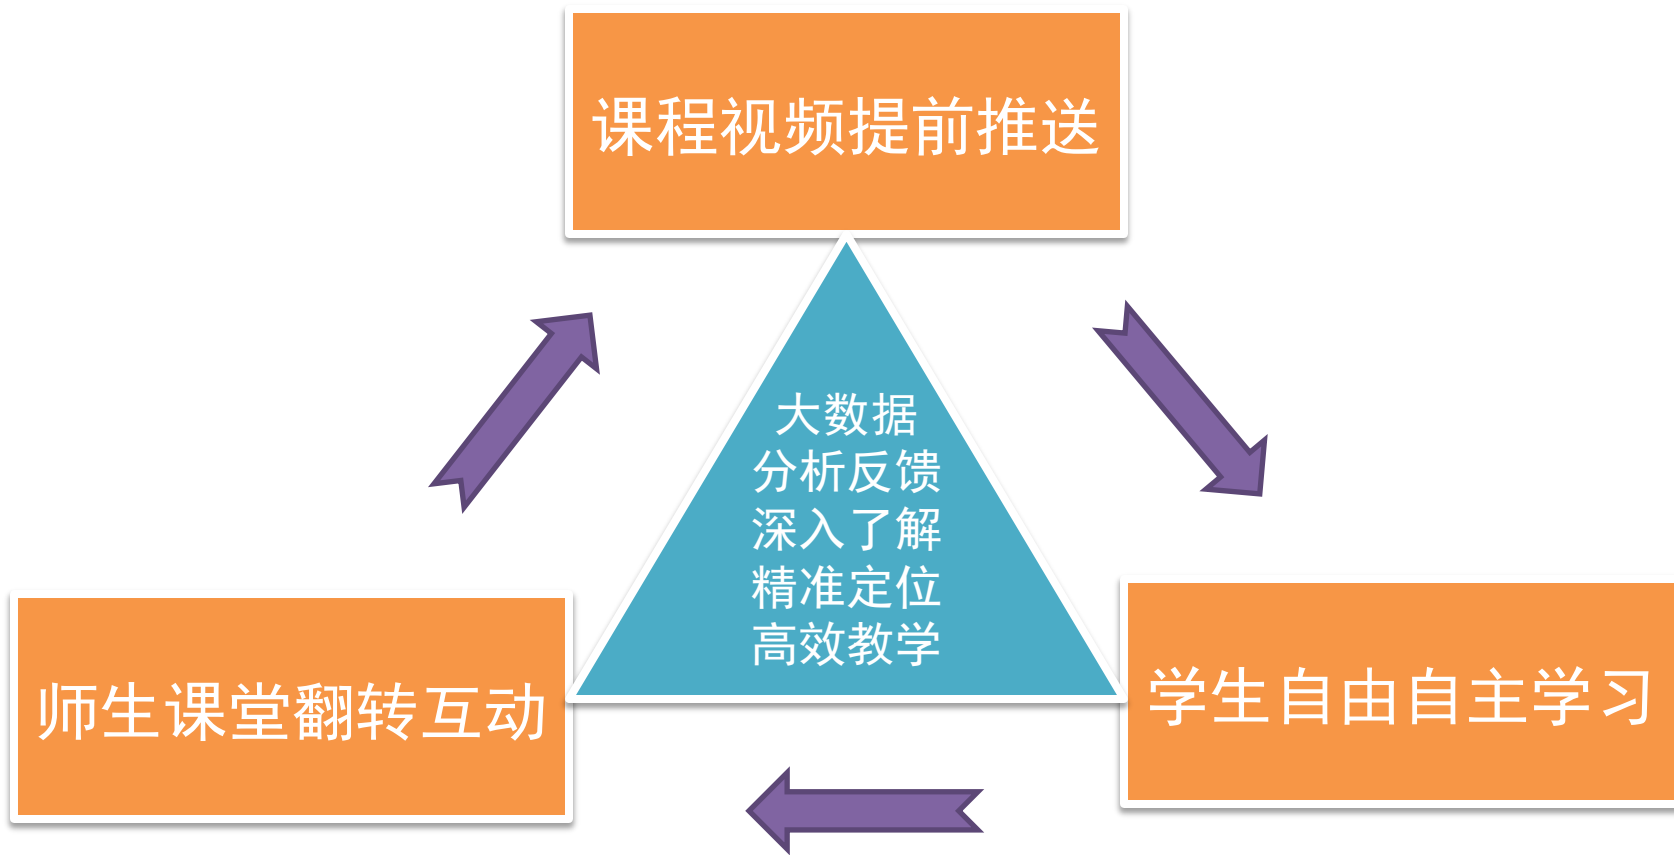 课程视频提前推送
大数据
分析反馈
深入了解
精准定位
高效教学
师生课堂翻转互动
学生自由自主学习